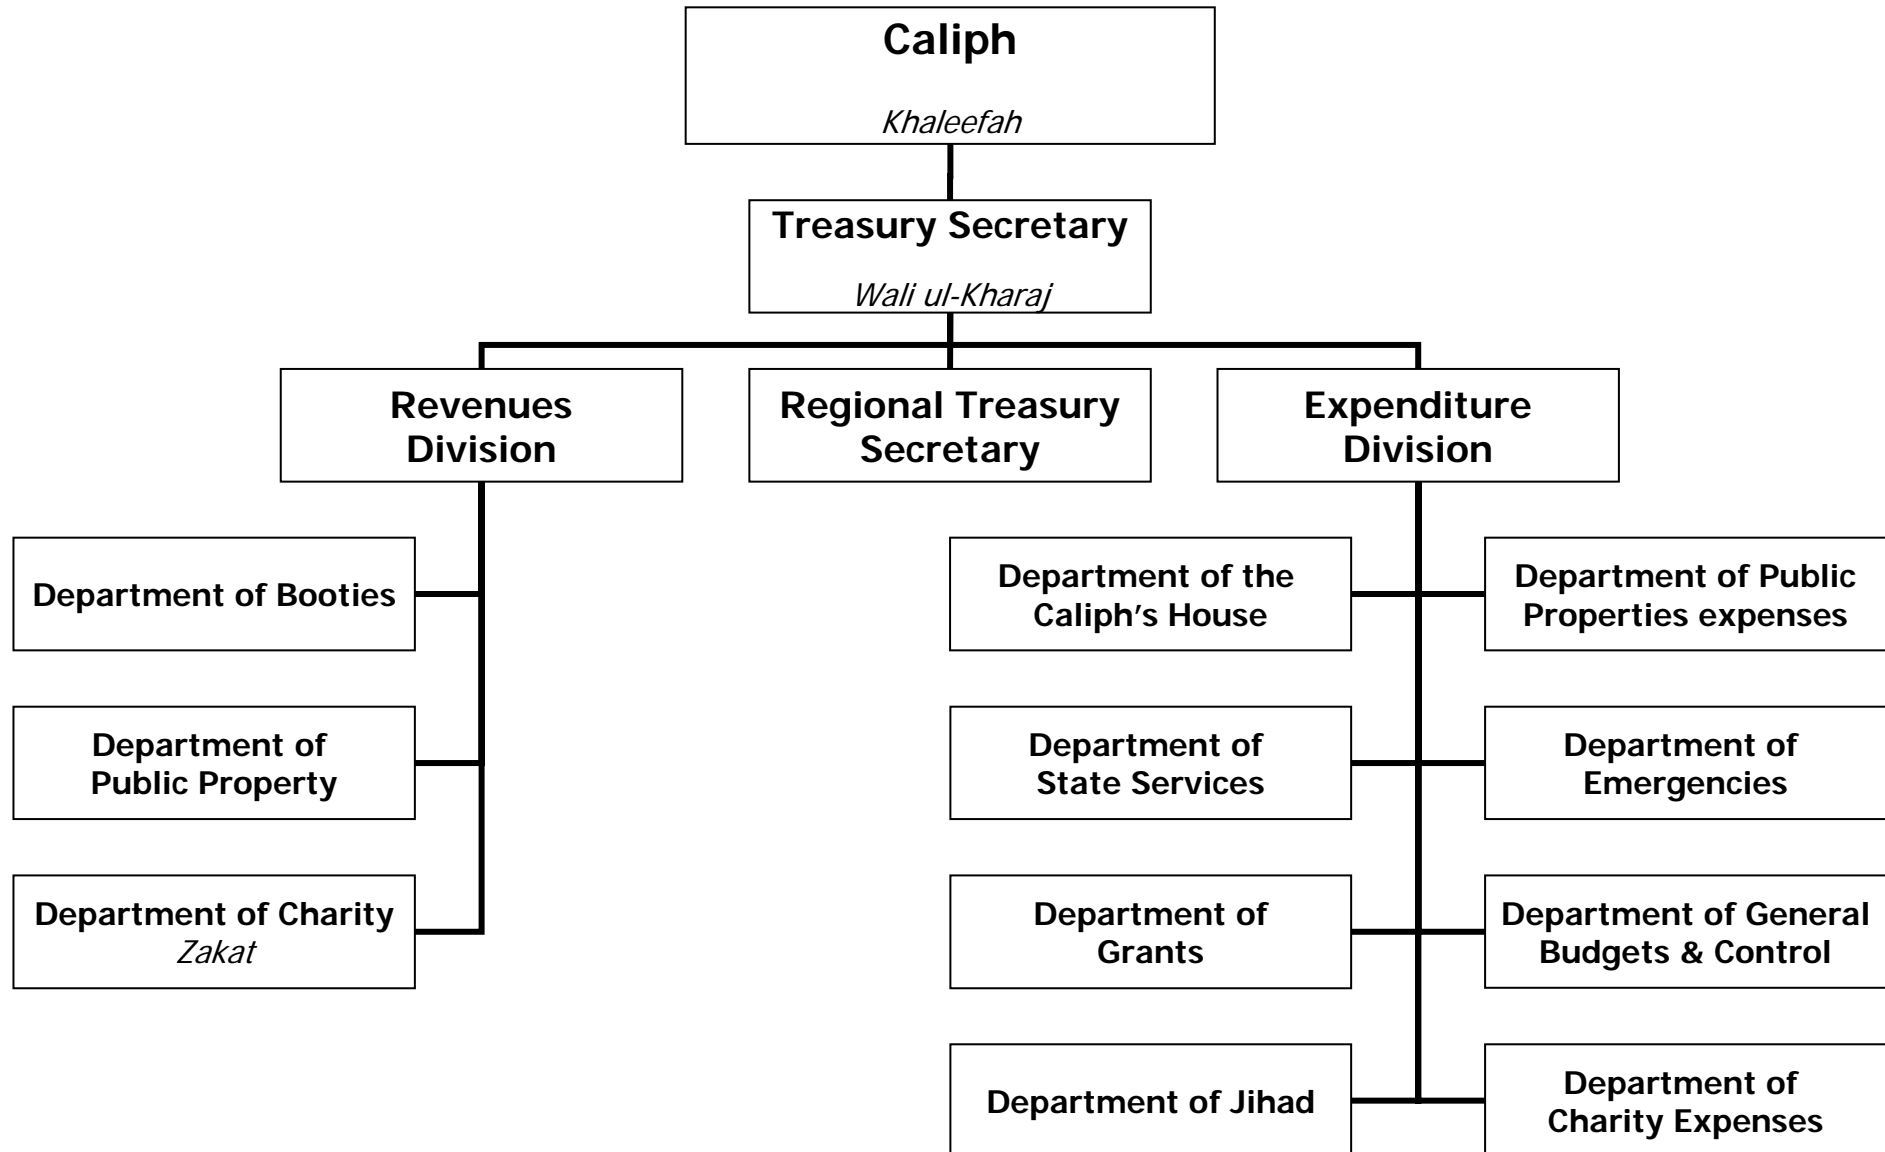 Caliph
Khaleefah
Treasury Secretary
Wali ul-Kharaj
Revenues
Division
Regional Treasury
Secretary
Expenditure
Division
Department of Booties
Department of
Public Property
Department of Charity
Zakat
Department of the
Caliph's House
Department of Public
Properties expenses
Department of
State Services
Department of
Emergencies
Department of
Grants
Department of General
Budgets & Control
Department of Jihad
Department of
Charity Expenses